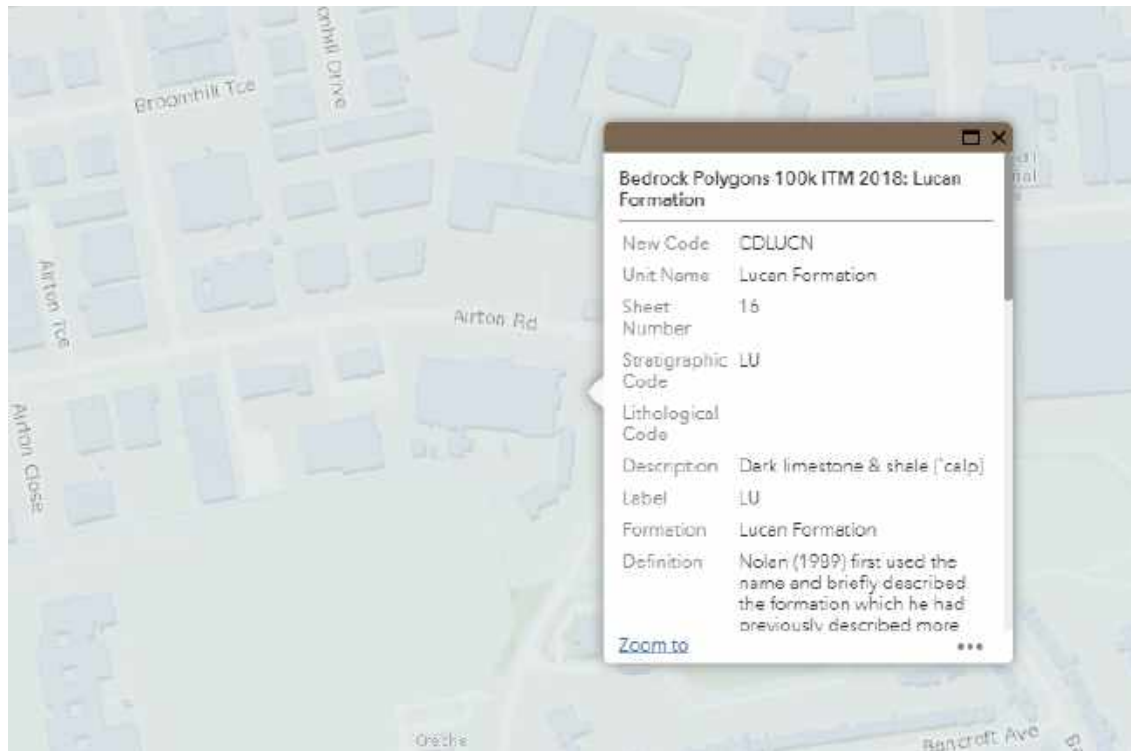 onhill Drive
Broomhill Tce
Airton Tce
Airton Rd
Airton Close
Creche
Bancroft Ave
Bedrock Polygons 100k ITM 2018: Lucan
Formation
New Code CDLUCN
Unit Name Lucan Formation
Sheet 16
Number
Stratigraphic LU
Code
Lithological
Code
Description Dark limestone & shale (`calp)
Label LU
Formation Lucan Formation
Definition Nolan (1989) first used the
name and briefly described
the formation which he had
previously described more
Zoom to